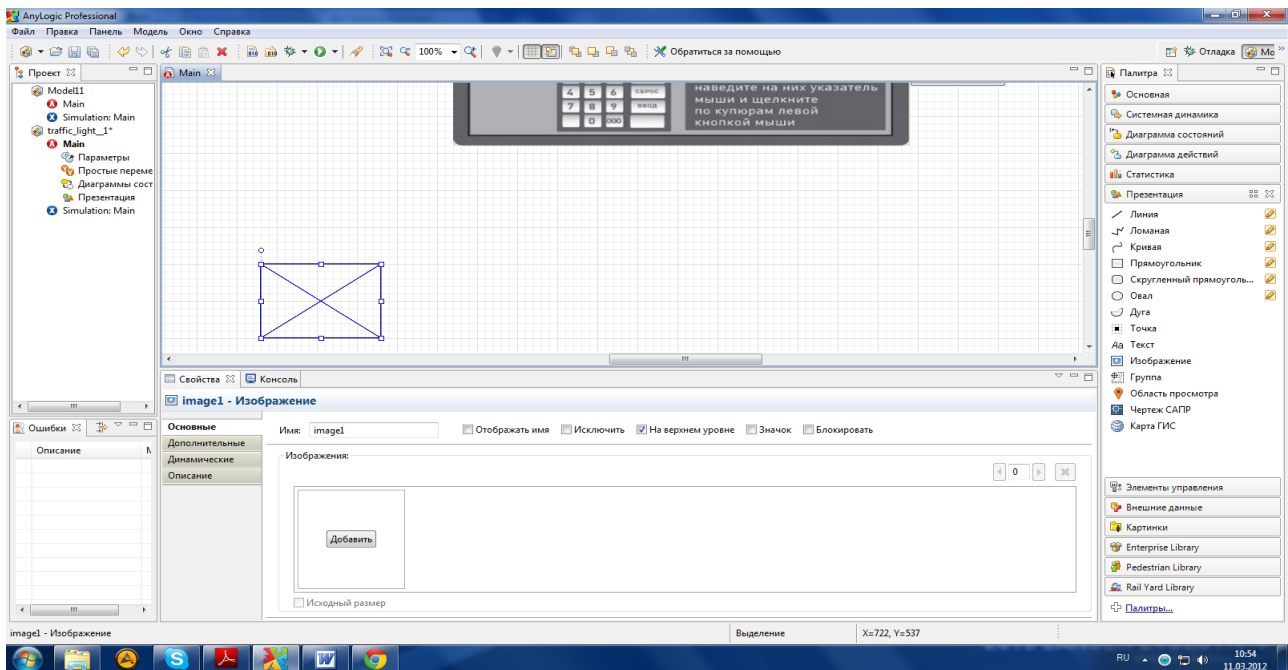 AnyLogic Professional
Файл Правка Панель Модель Окно Справка
100%
Обратиться за помощью
Отладка
Mo
Проект
Model11
Main
Simulation: Main
traffic_light__1*
Main
Параметры
Простые переме
Диаграммы сост
Презентация
Simulation: Main
Main
4 5 6 СБРОС
7 8 9 ВВОД
0 000
наведите на них указатель
мыши и щелкните
по купюрам левой
кнопкой мыши
Палитра
Основная
Системная динамика
Диаграмма состояний
Диаграмма действий
Статистика
Презентация
Линия
Ломаная
Кривая
Прямоугольник
Скругленный прямоуголь...
Овал
Дуга
Точка
Aa Текст
Изображение
Группа
Область просмотра
Чертеж САПР
Карта ГИС
Элементы управления
Внешние данные
Картинки
Enterprise Library
Pedestrian Library
Rail Yard Library
Палитры...
Ошибки
Описание
Свойства Консоль
image1 - Изображение
Основные
Дополнительные
Динамические
Описание
Имя: image1 Отображать имя Исключить На верхнем уровне Значок Блокировать
Изображения:
0
Добавить
Исходный размер
image1 - Изображение
Выделение
X=722, Y=537
RU
10:54
11.03.2012